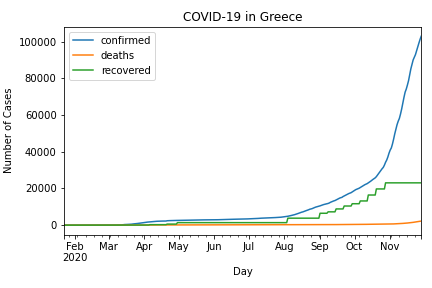 COVID-19 in Greece
confirmed
deaths
recovered
100000
80000
60000
40000
20000
0
Number of Cases
Feb Mar Apr May Jun Jul Aug Sep Oct Nov
2020
Day